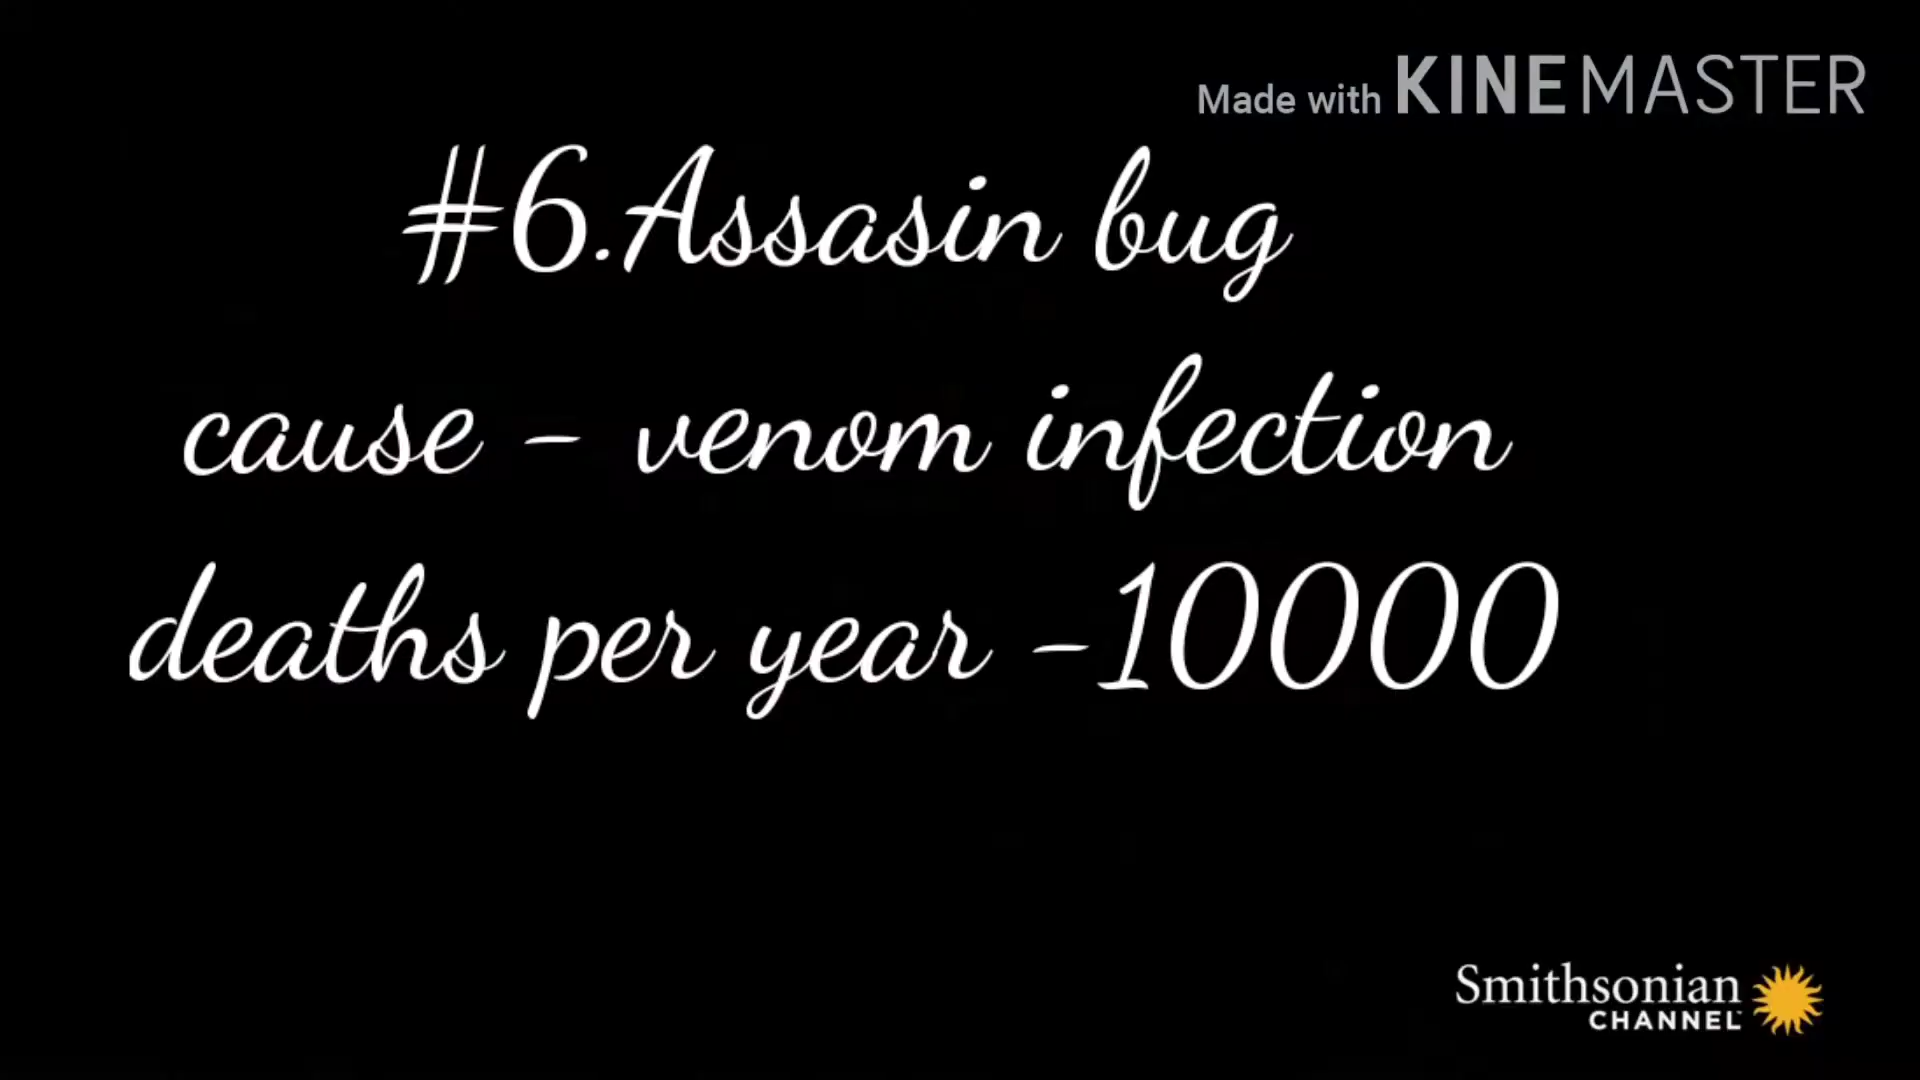 Made with KINEMASTER
#6.Assasin bug
cause - venom infection
deaths per year -10000
Smithsonian
CHANNEL